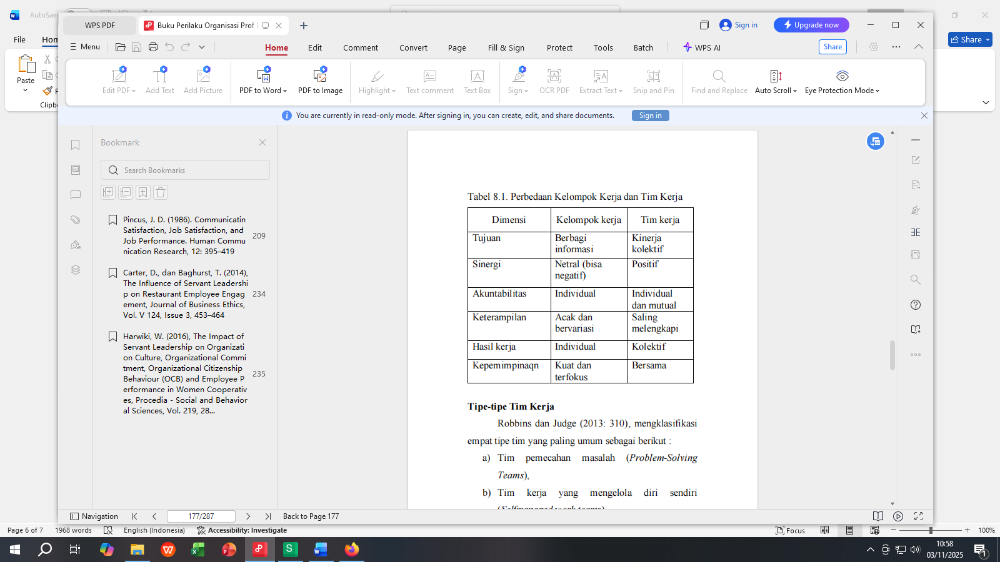 AutoSave
WPS PDF
Buku Perilaku Organisasi Prof
Sign in
Upgrade now
File
Share
Menu
Home
Edit
Comment
Convert
Page
Fill & Sign
Protect
Tools
Batch
WPS AI
Share
Paste
Edit PDF
Add Text
Add Picture
PDF to Word
PDF to Image
Highlight
Text comment
Text Box
Sign
OCR PDF
Extract Text
Snip and Pin
Find and Replace
Auto Scroll
Eye Protection Mode
You are currently in read-only mode. After signing in, you can create, edit, and share documents.
Sign in
Bookmark
Search Bookmarks
Pincus, J. D. (1986). Communicatin
Satisfaction, Job Satisfaction, and
Job Performance. Human Commu
nication Research, 12: 395–419
209
Carter, D., dan Baghurst, T. (2014),
The Influence of Servant Leadershi
p on Restaurant Employee Engag
ement, Journal of Business Ethics,
Vol. V 124, Issue 3, 453–464
234
Harwiki, W. (2016), The Impact of
Servant Leadership on Organizati
on Culture, Organizational Commi
tment, Organizational Citizenship
Behaviour (OCB) and Employee P
erformance in Women Cooperativ
es, Procedia - Social and Behavior
al Sciences, Vol. 219, 28...
235
Tabel 8.1. Perbedaan Kelompok Kerja dan Tim Kerja
Dimensi Kelompok kerja Tim kerja
Tujuan Berbagi Kinerja
informasi kolektif
Sinergi Netral (bisa Positif
negatif)
Akuntabilitas Individual Individual
dan mutual
Keterampilan Acak dan Saling
bervariasi melengkapi
Hasil kerja Individual Kolektif
Kepemimpinaqn Kuat dan Bersama
terfokus
Tipe-tipe Tim Kerja
Robbins dan Judge (2013: 310), mengklasifikasi
empat tipe tim yang paling umum sebagai berikut :
a) Tim pemecahan masalah (Problem-Solving
Teams),
b) Tim kerja yang mengelola diri sendiri
(Selfmanaged work teams)
Navigation
177/287
Back to Page 177
Page 6 of 7
1968 words
English (Indonesia)
Accessibility: Investigate
Focus
100%
10:58
03/11/2025
1